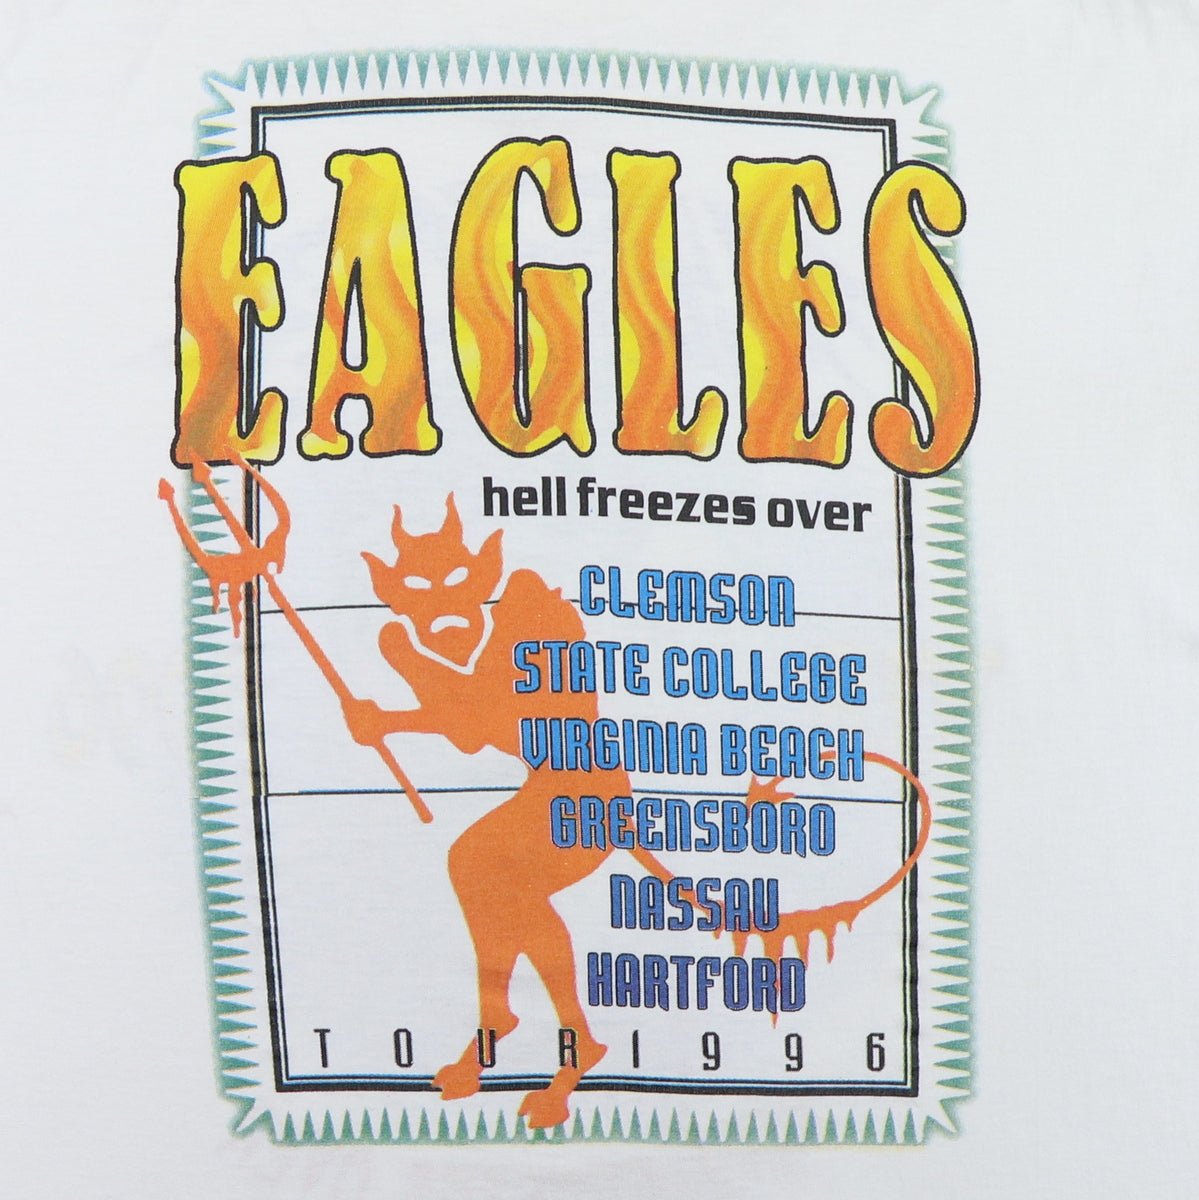 EAGLES
hell freezes over
CLEMSON
STATE COLLEGE
VIRGINIA BEACH
GREENSBORO
NASSAU
HARTFORD
TOUR 1996